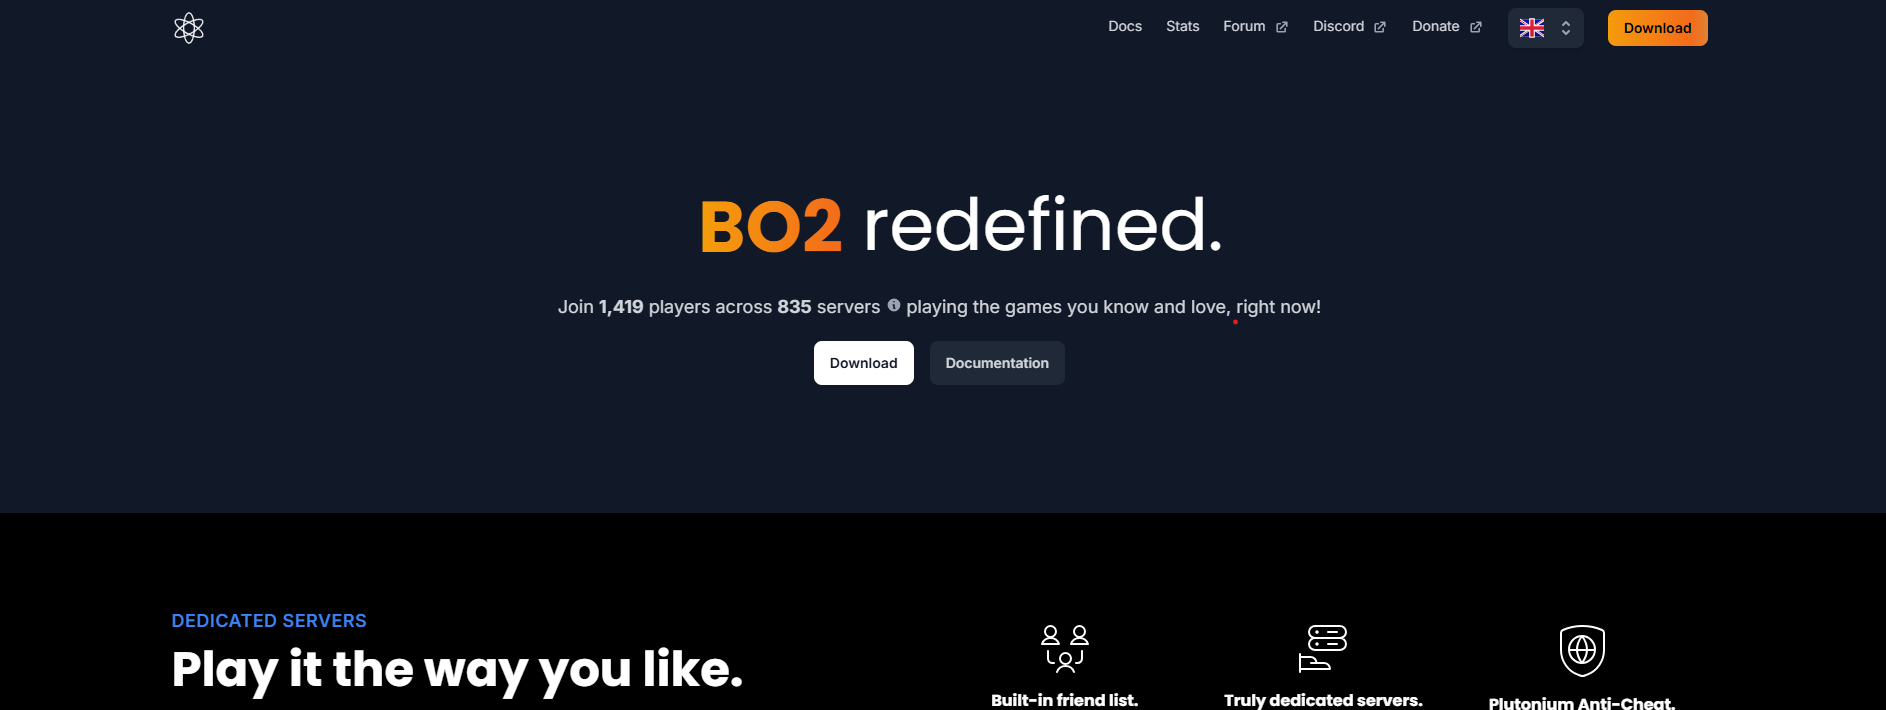 Docs Stats Forum Discord Donate Download
BO2 redefined.
Join 1,419 players across 835 servers playing the games you know and love, right now!
Download Documentation
DEDICATED SERVERS
Play it the way you like.
Built-in friend list. Truly dedicated servers. Plutonium Anti-Cheat.